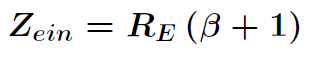 Z_{ein} = R_E (β + 1)